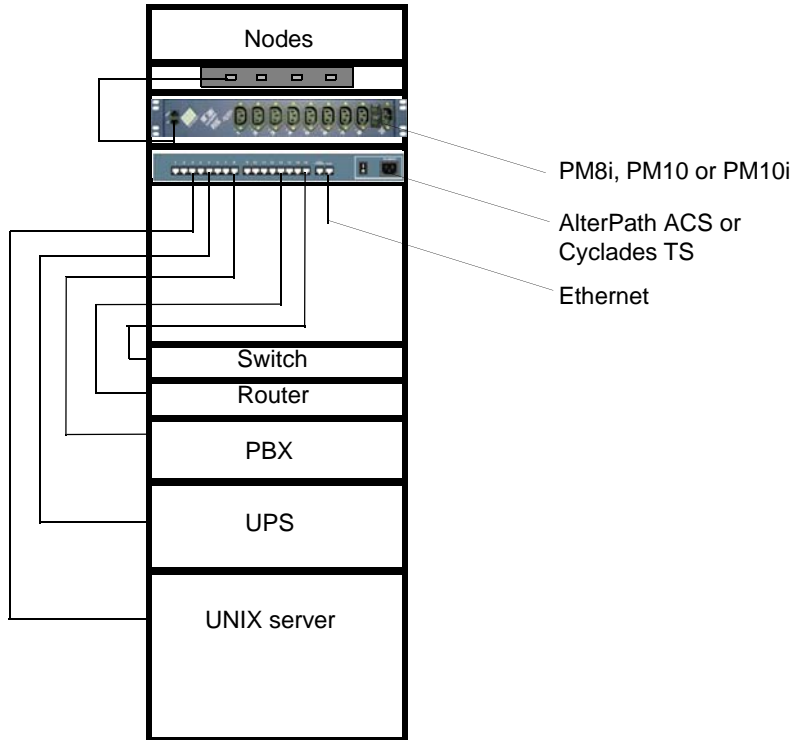 Nodes
PM8i, PM10 or PM10i
AlterPath ACS or
Cyclades TS
Ethernet
Switch
Router
PBX
UPS
UNIX server